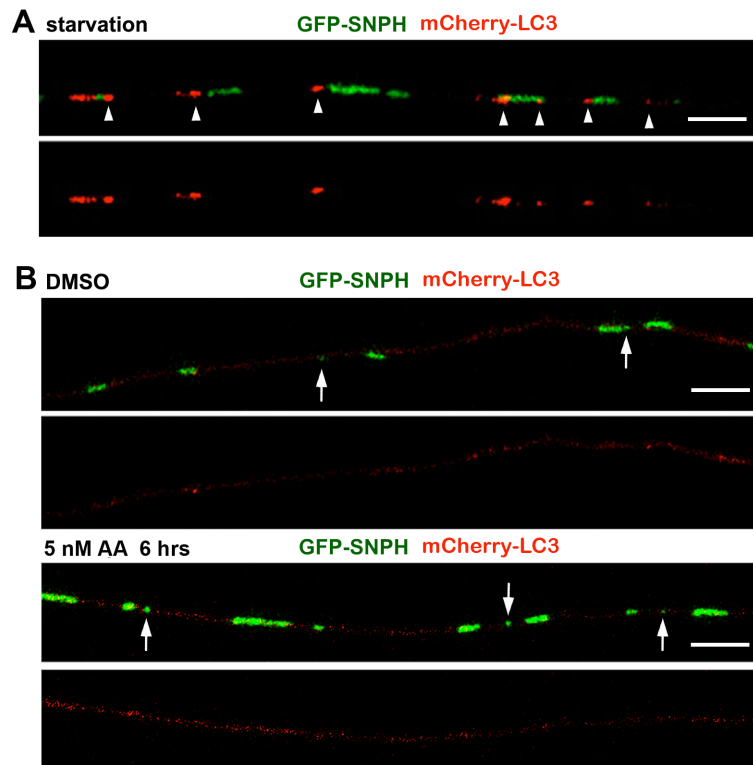 A starvation GFP-SNPH mCherry-LC3
B DMSO GFP-SNPH mCherry-LC3
5 nM AA 6 hrs GFP-SNPH mCherry-LC3